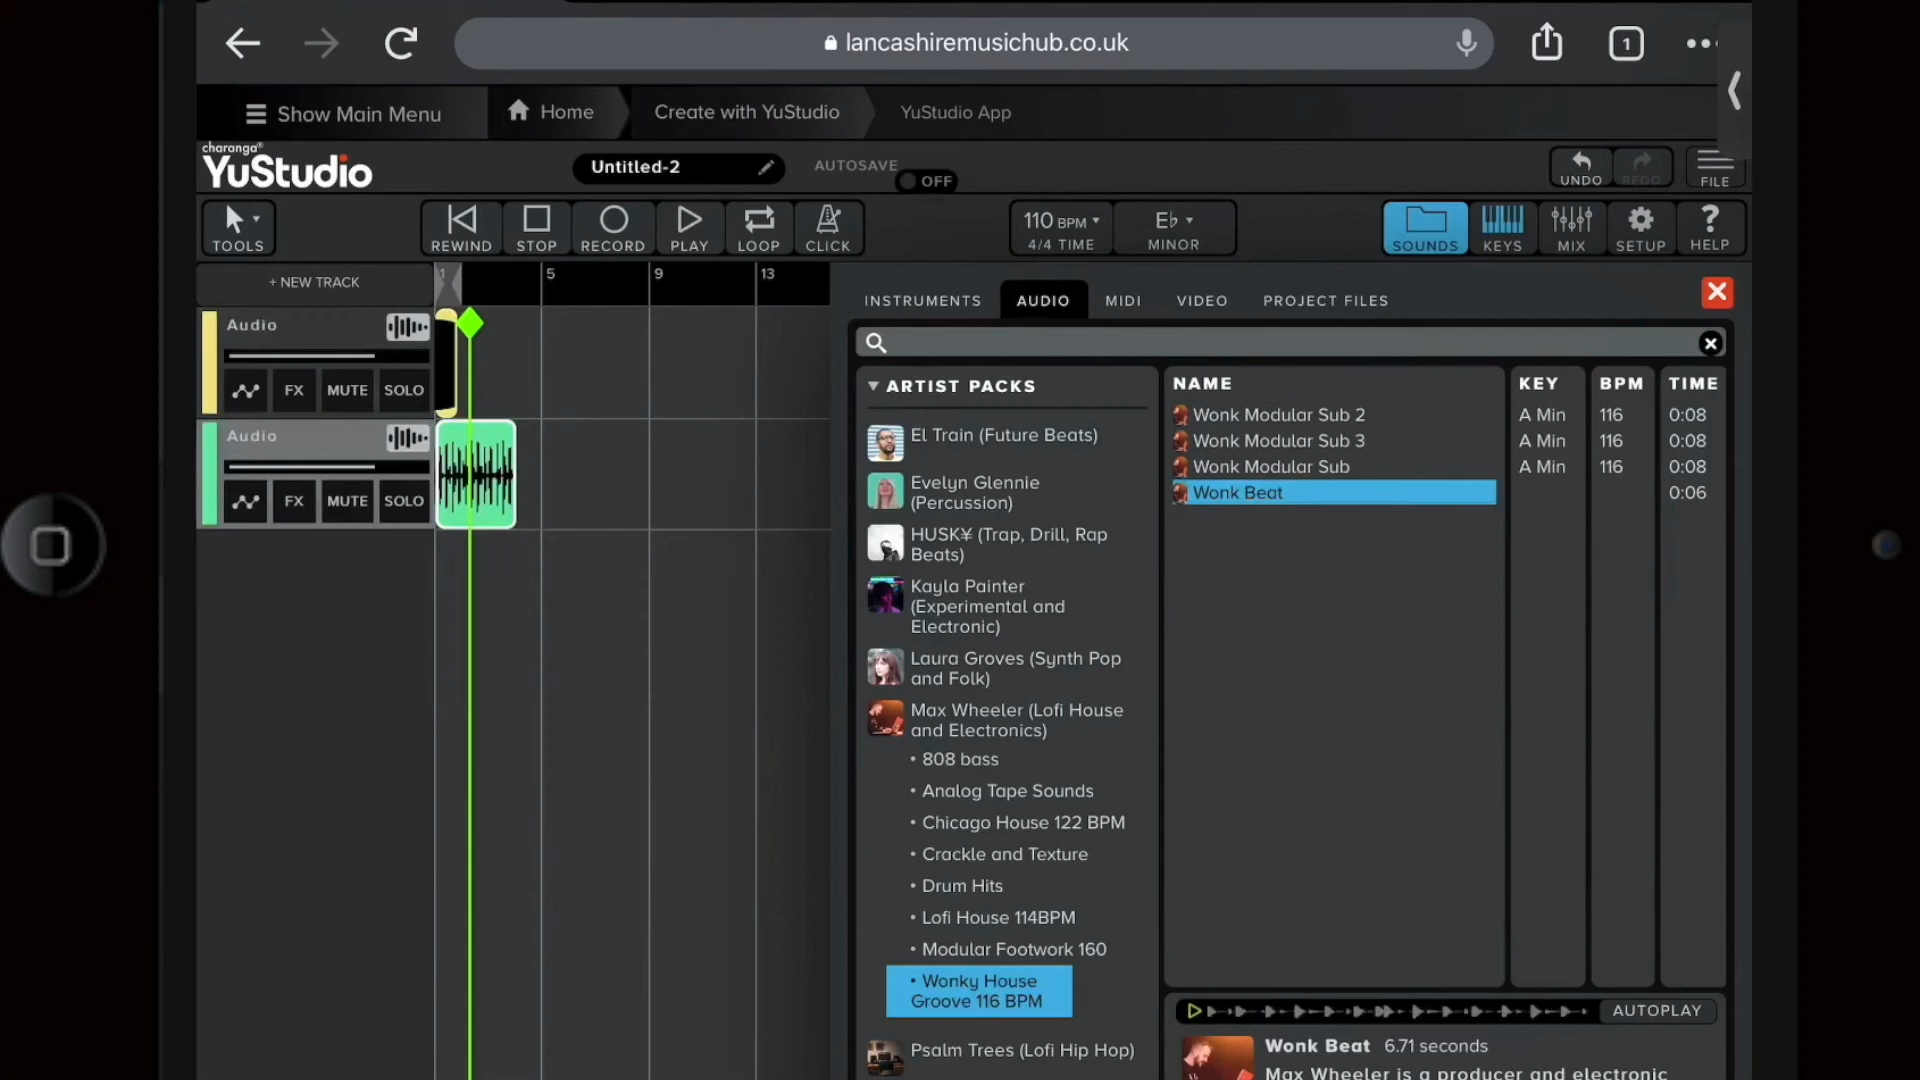 lancashiremusichub.co.uk
1
Show Main Menu
Home
Create with YuStudio
YuStudio App
charanga®
YuStudio
Untitled-2
AUTOSAVE
OFF
UNDO
REDO
FILE
TOOLS
REWIND
STOP
RECORD
PLAY
LOOP
CLICK
110 BPM
4/4 TIME
E♭
MINOR
SOUNDS
KEYS
MIX
SETUP
?
HELP
+ NEW TRACK
1
5
9
13
Audio
FX
MUTE
SOLO
Audio
FX
MUTE
SOLO
INSTRUMENTS
AUDIO
MIDI
VIDEO
PROJECT FILES
ARTIST PACKS
El Train (Future Beats)
Evelyn Glennie
(Percussion)
HUSK¥ (Trap, Drill, Rap
Beats)
Kayla Painter
(Experimental and
Electronic)
Laura Groves (Synth Pop
and Folk)
Max Wheeler (Lofi House
and Electronics)
• 808 bass
• Analog Tape Sounds
• Chicago House 122 BPM
• Crackle and Texture
• Drum Hits
• Lofi House 114BPM
• Modular Footwork 160
• Wonky House
Groove 116 BPM
Psalm Trees (Lofi Hip Hop)
NAME KEY BPM TIME
Wonk Modular Sub 2 A Min 116 0:08
Wonk Modular Sub 3 A Min 116 0:08
Wonk Modular Sub A Min 116 0:08
Wonk Beat 0:06
AUTOPLAY
Wonk Beat 6.71 seconds
Max Wheeler is a producer and electronic